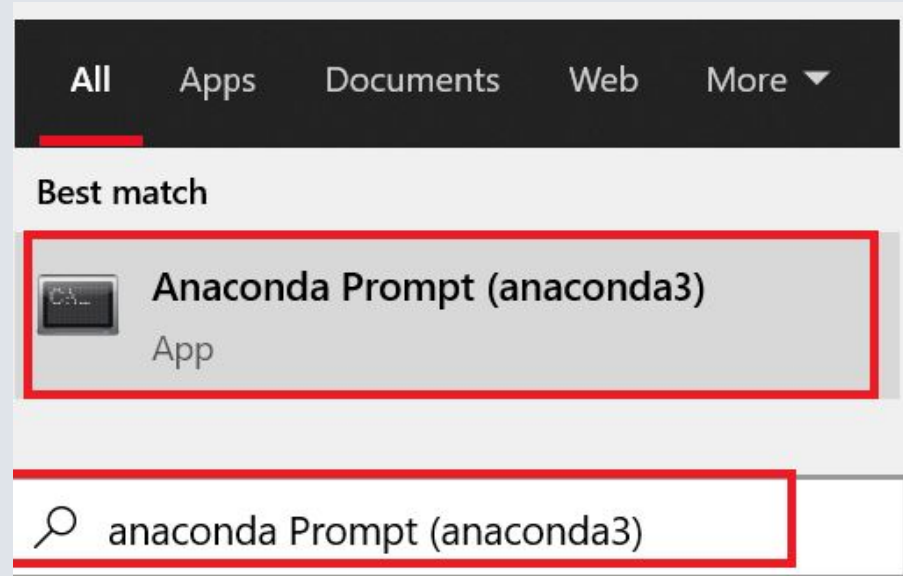 All Apps Documents Web More
Best match
Anaconda Prompt (anaconda3)
App
anaconda Prompt (anaconda3)